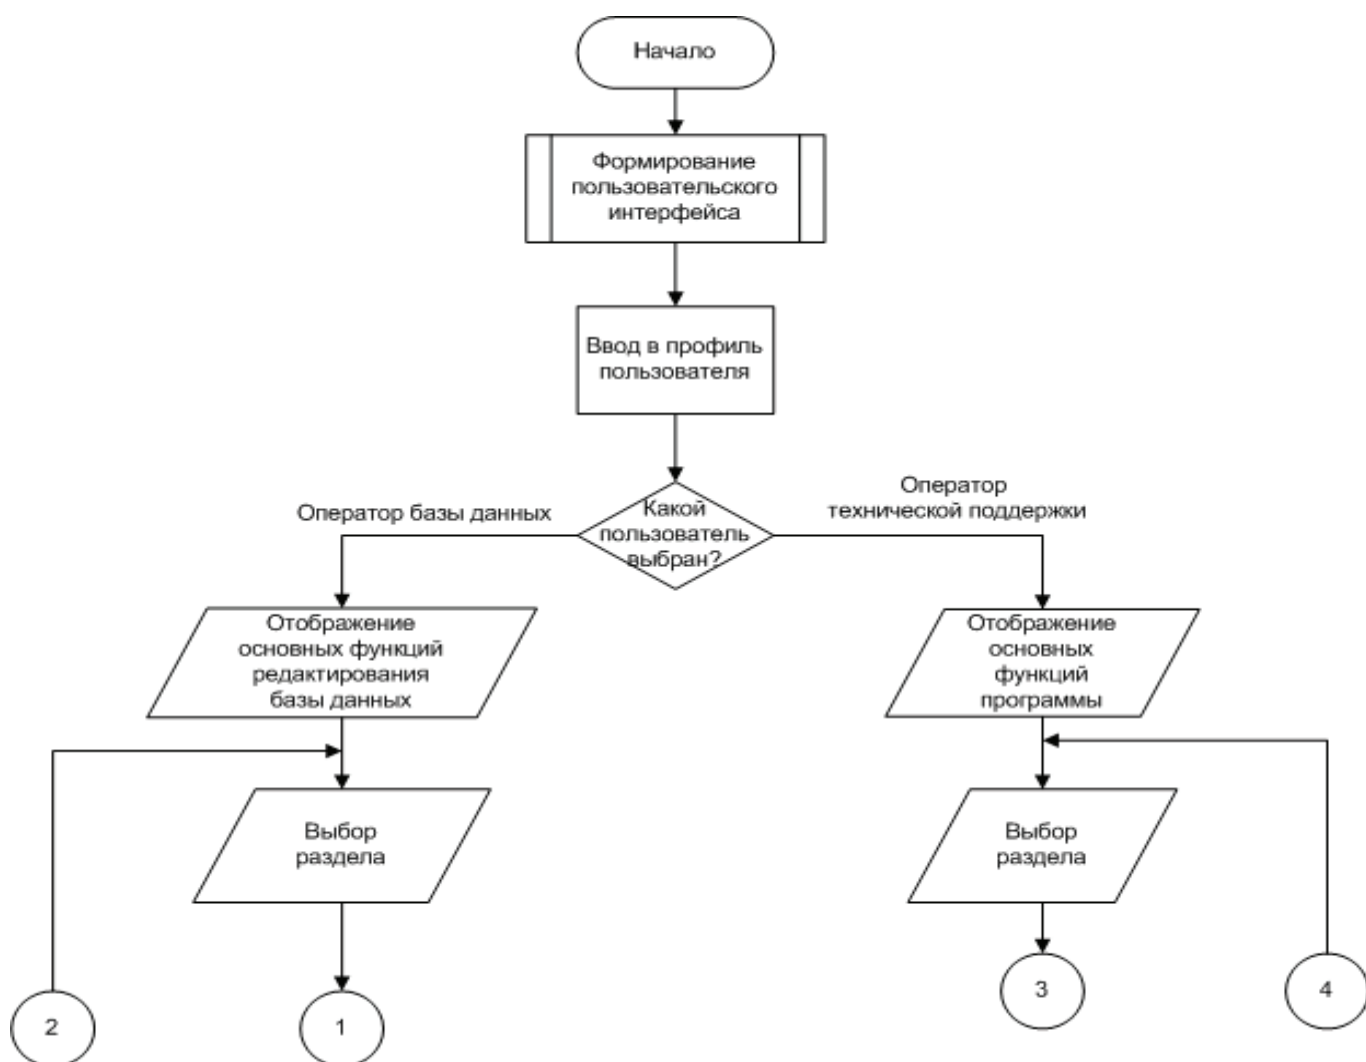 Начало
Формирование
пользовательского
интерфейса
Ввод в профиль
пользователя
Какой
пользователь
выбран?
Оператор базы данных
Оператор
технической поддержки
Отображение
основных функций
редактирования
базы данных
Отображение
основных
функций
программы
Выбор
раздела
Выбор
раздела
2
1
3
4